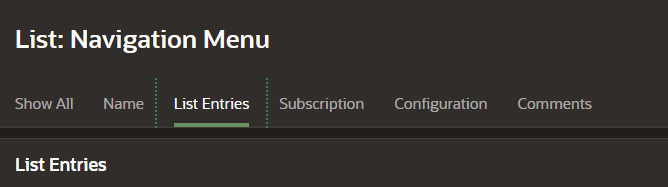 List: Navigation Menu
Show All Name List Entries Subscription Configuration Comments
List Entries